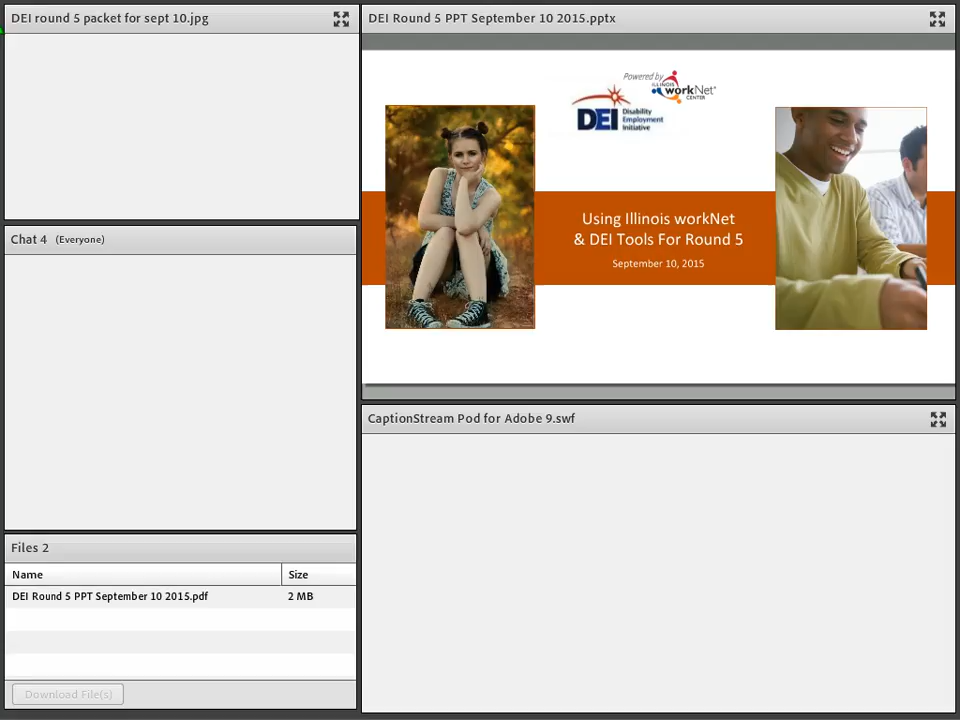 DEI round 5 packet for sept 10.jpg
DEI Round 5 PPT September 10 2015.pptx
Powered by
ILLINOIS
workNet
CENTER
DEI Disability
Employment
Initiative
Using Illinois workNet
& DEI Tools For Round 5
September 10, 2015
Chat 4 (Everyone)
CaptionStream Pod for Adobe 9.swf
Files 2
Name Size
DEI Round 5 PPT September 10 2015.pdf 2 MB
Download File(s)